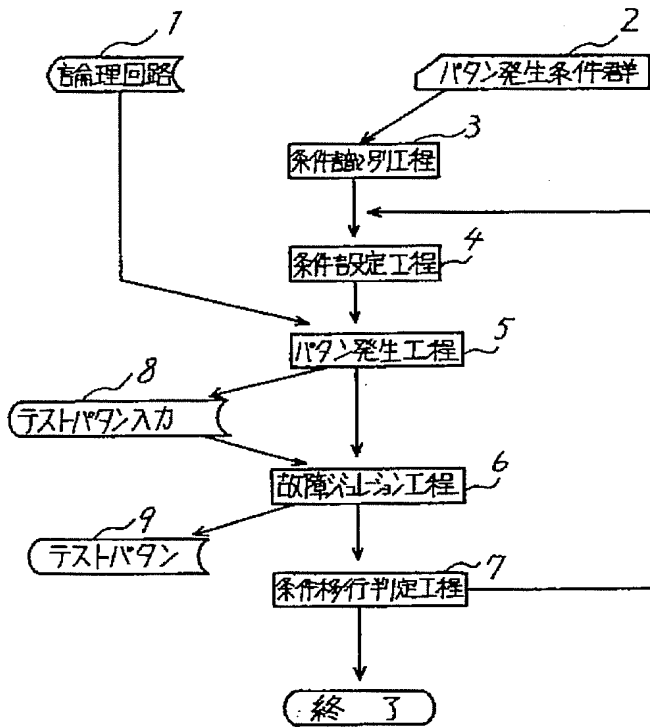 1
論理回路
2
パタン発生条件群
3
条件識別工程
4
条件設定工程
5
パタン発生工程
8
テストパタン入力
6
故障シュミレーション工程
9
テストパタン
7
条件移行判定工程
終了